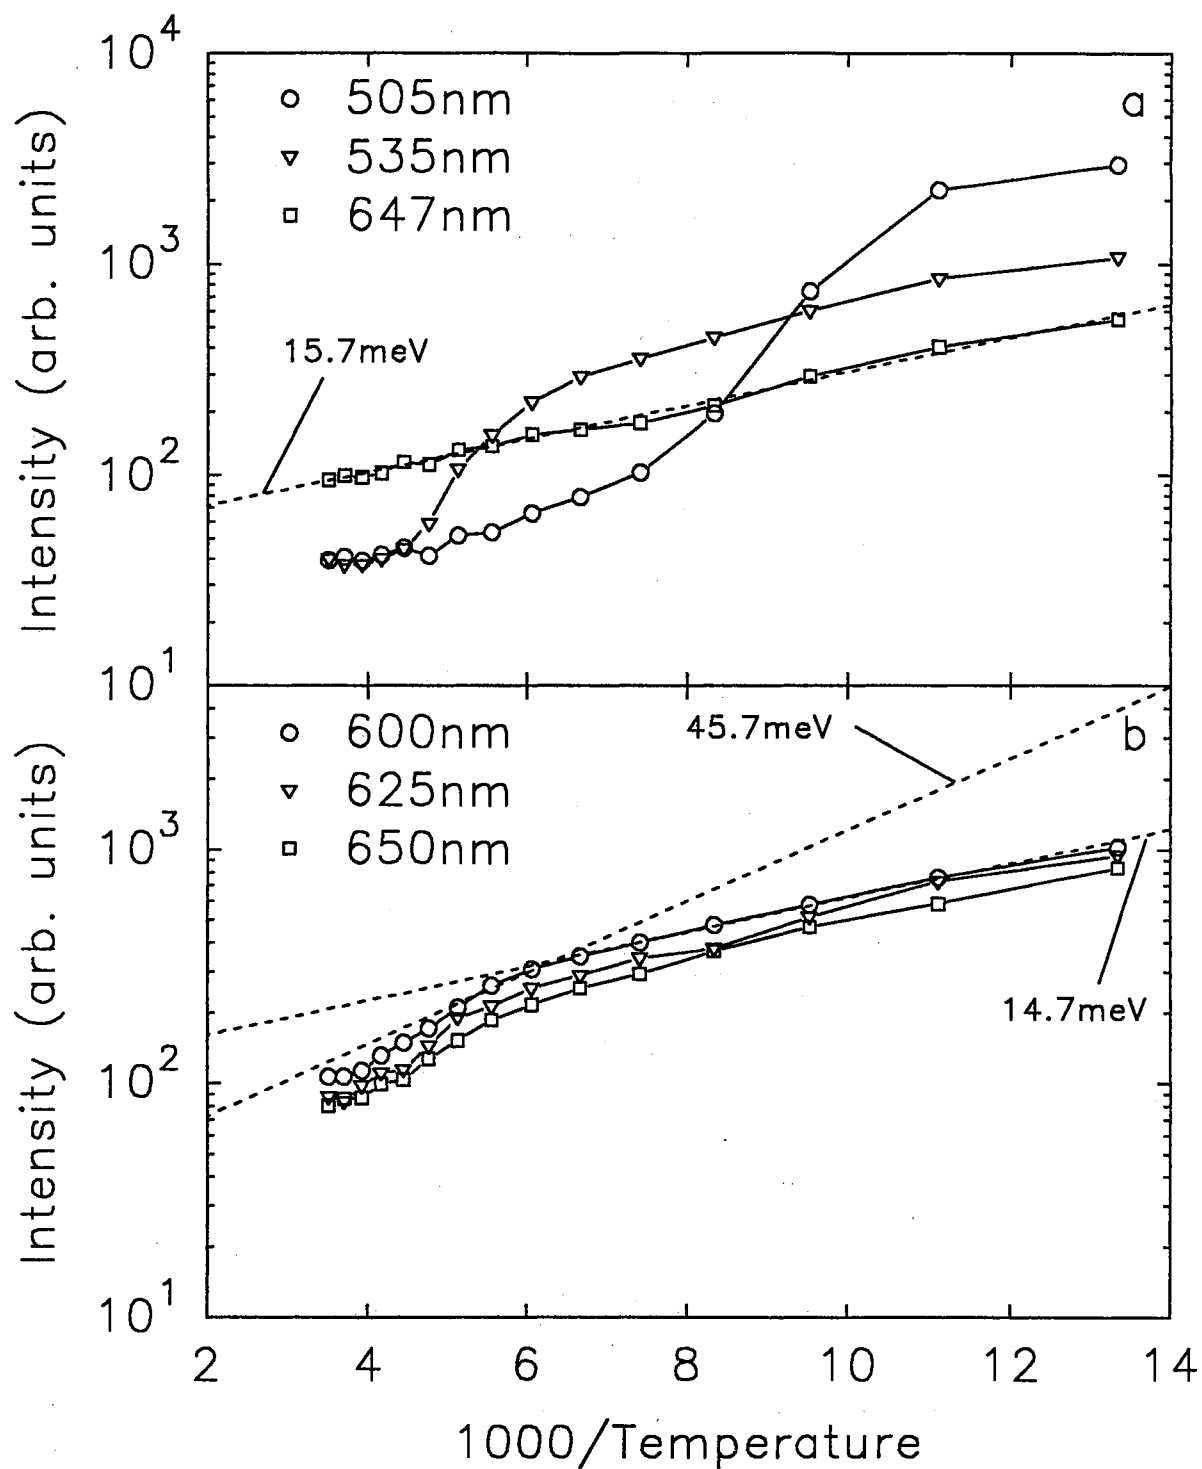 10^4
505nm
a
535nm
647nm
10^3
15.7meV
Intensity (arb. units)
10^2
10^1
600nm
45.7meV
b
625nm
650nm
10^3
14.7meV
Intensity (arb. units)
10^2
10^1
2 4 6 8 10 12 14
1000/Temperature